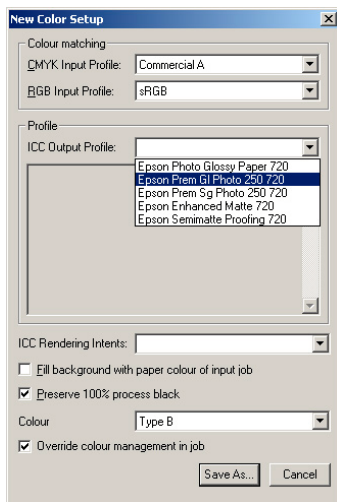 New Color Setup
Colour matching
CMYK Input Profile: Commercial A
RGB Input Profile: sRGB
Profile
ICC Output Profile:
Epson Photo Glossy Paper 720
Epson Prem Gl Photo 250 720
Epson Prem Sg Photo 250 720
Epson Enhanced Matte 720
Epson Semimatte Proofing 720
ICC Rendering Intents:
Fill background with paper colour of input job
Preserve 100% process black
Colour Type B
Override colour management in job
Save As... Cancel